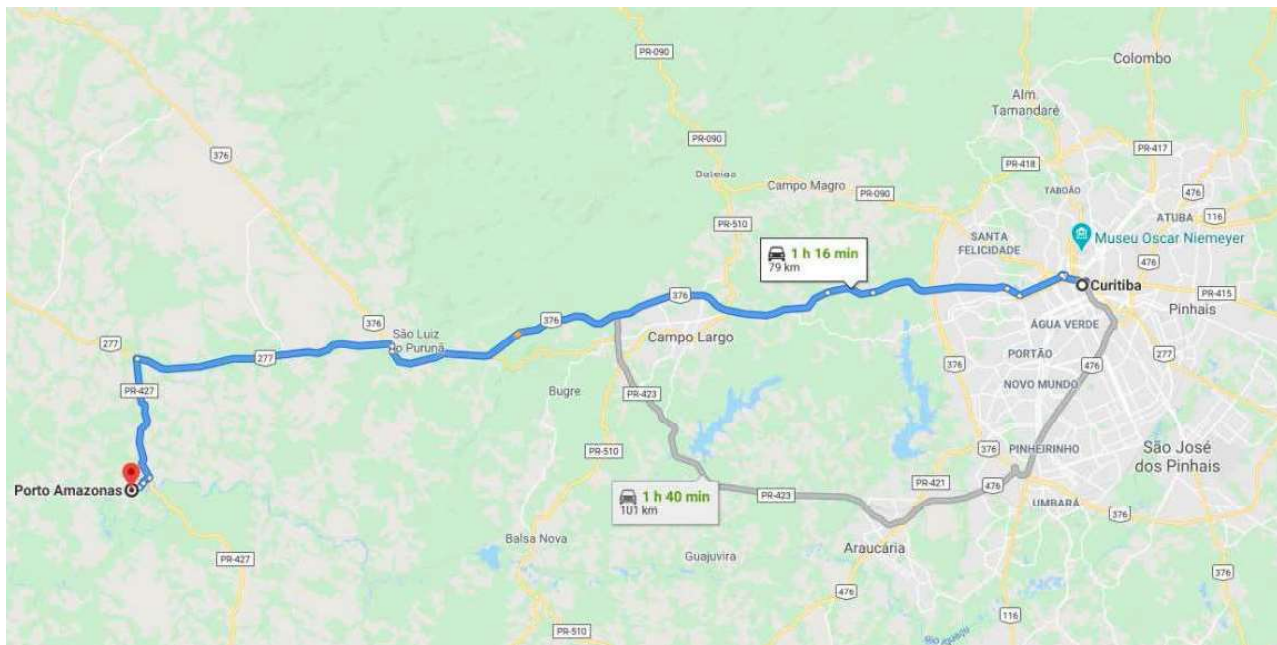 PR-090
Colombo
Alm.
Tamandaré
PR-090
PR-417
376
PR-418
476
Campo Magro
TABOÃO
PR-090
ATUBA
116
PR-510
SANTA
FELICIDADE
Museu Oscar Niemeyer
1 h 16 min
79 km
476
Curitiba
PR-415
376
Pinhais
376
376
São Luiz
do Purunã
ÁGUA VERDE
277
Campo Largo
PORTÃO
277
277
376
476
NOVO MUNDO
PR-427
Bugre
PR-423
PR-510
376
PINHEIRINHO
São José
dos Pinhais
Porto Amazonas
1 h 40 min
101 km
PR-423
PR-421
476
UMBARÁ
376
Balsa Nova
Guajuvira
Araucária
PR-427
376
476
116
PR-510